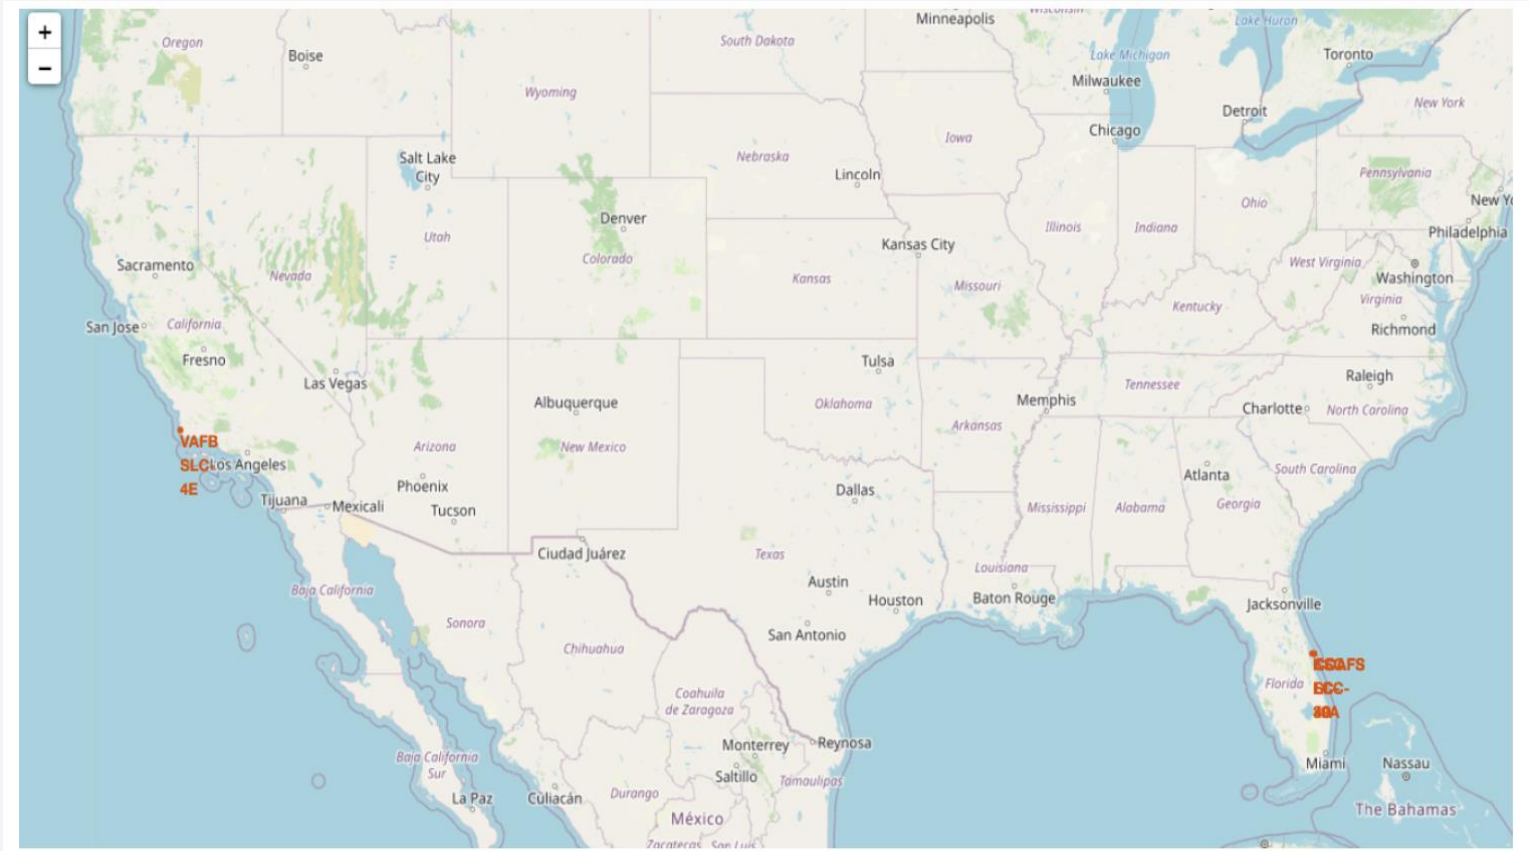 +
−
Oregon
Boise
Wyoming
South Dakota
Minneapolis
Wisconsin
Lake Michigan
Milwaukee
Chicago
Lake Huron
Toronto
Detroit
New York
Iowa
Nebraska
Lincoln
Salt Lake
City
Utah
Denver
Colorado
Sacramento
Nevada
Kansas
Kansas City
Missouri
Illinois
Indiana
Ohio
Pennsylvania
New Yo
Philadelphia
West Virginia
Washington
Virginia
Richmond
Kentucky
San Jose
California
Fresno
Las Vegas
Albuquerque
New Mexico
Arizona
Phoenix
Tucson
Tulsa
Oklahoma
Arkansas
Memphis
Tennessee
Raleigh
Charlotte
North Carolina
South Carolina
Atlanta
Georgia
Alabama
Mississippi
VAFB
SLC-
4E
Los Angeles
Tijuana
Mexicali
Dallas
Ciudad Juárez
Texas
Austin
Houston
San Antonio
Louisiana
Baton Rouge
Jacksonville
Florida
Miami
Nassau
The Bahamas
Baja California
Sonora
Chihuahua
Coahuila
de Zaragoza
Monterrey
Reynosa
Saltillo
Tamaulipas
Baja California
Sur
La Paz
Culiacán
Durango
México
Zacatecas
San Luis